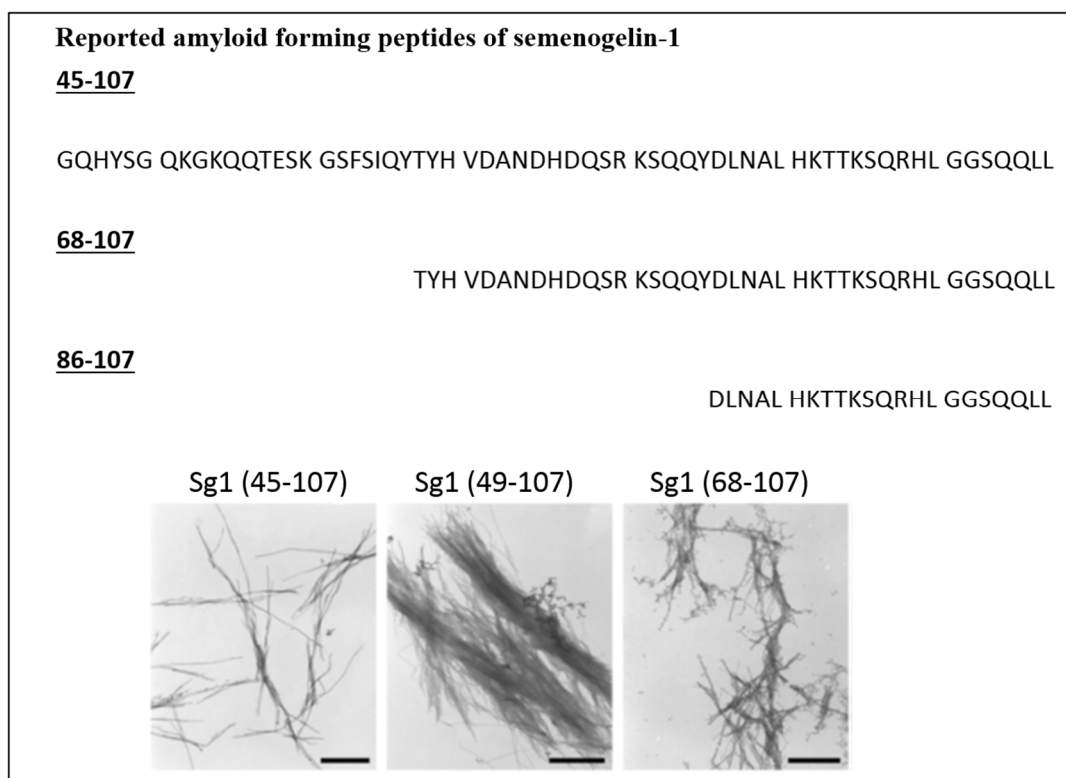 Reported amyloid forming peptides of semenogelin-1
45-107
GQHYSG QKGKQQTESK GSFSIQYTYH VDANDHDQSR KSQQYDLNAL HKTTKSQRHL GGSQQLL
68-107
TYH VDANDHDQSR KSQQYDLNAL HKTTKSQRHL GGSQQLL
86-107
DLNAL HKTTKSQRHL GGSQQLL
Sg1 (45-107) Sg1 (49-107) Sg1 (68-107)